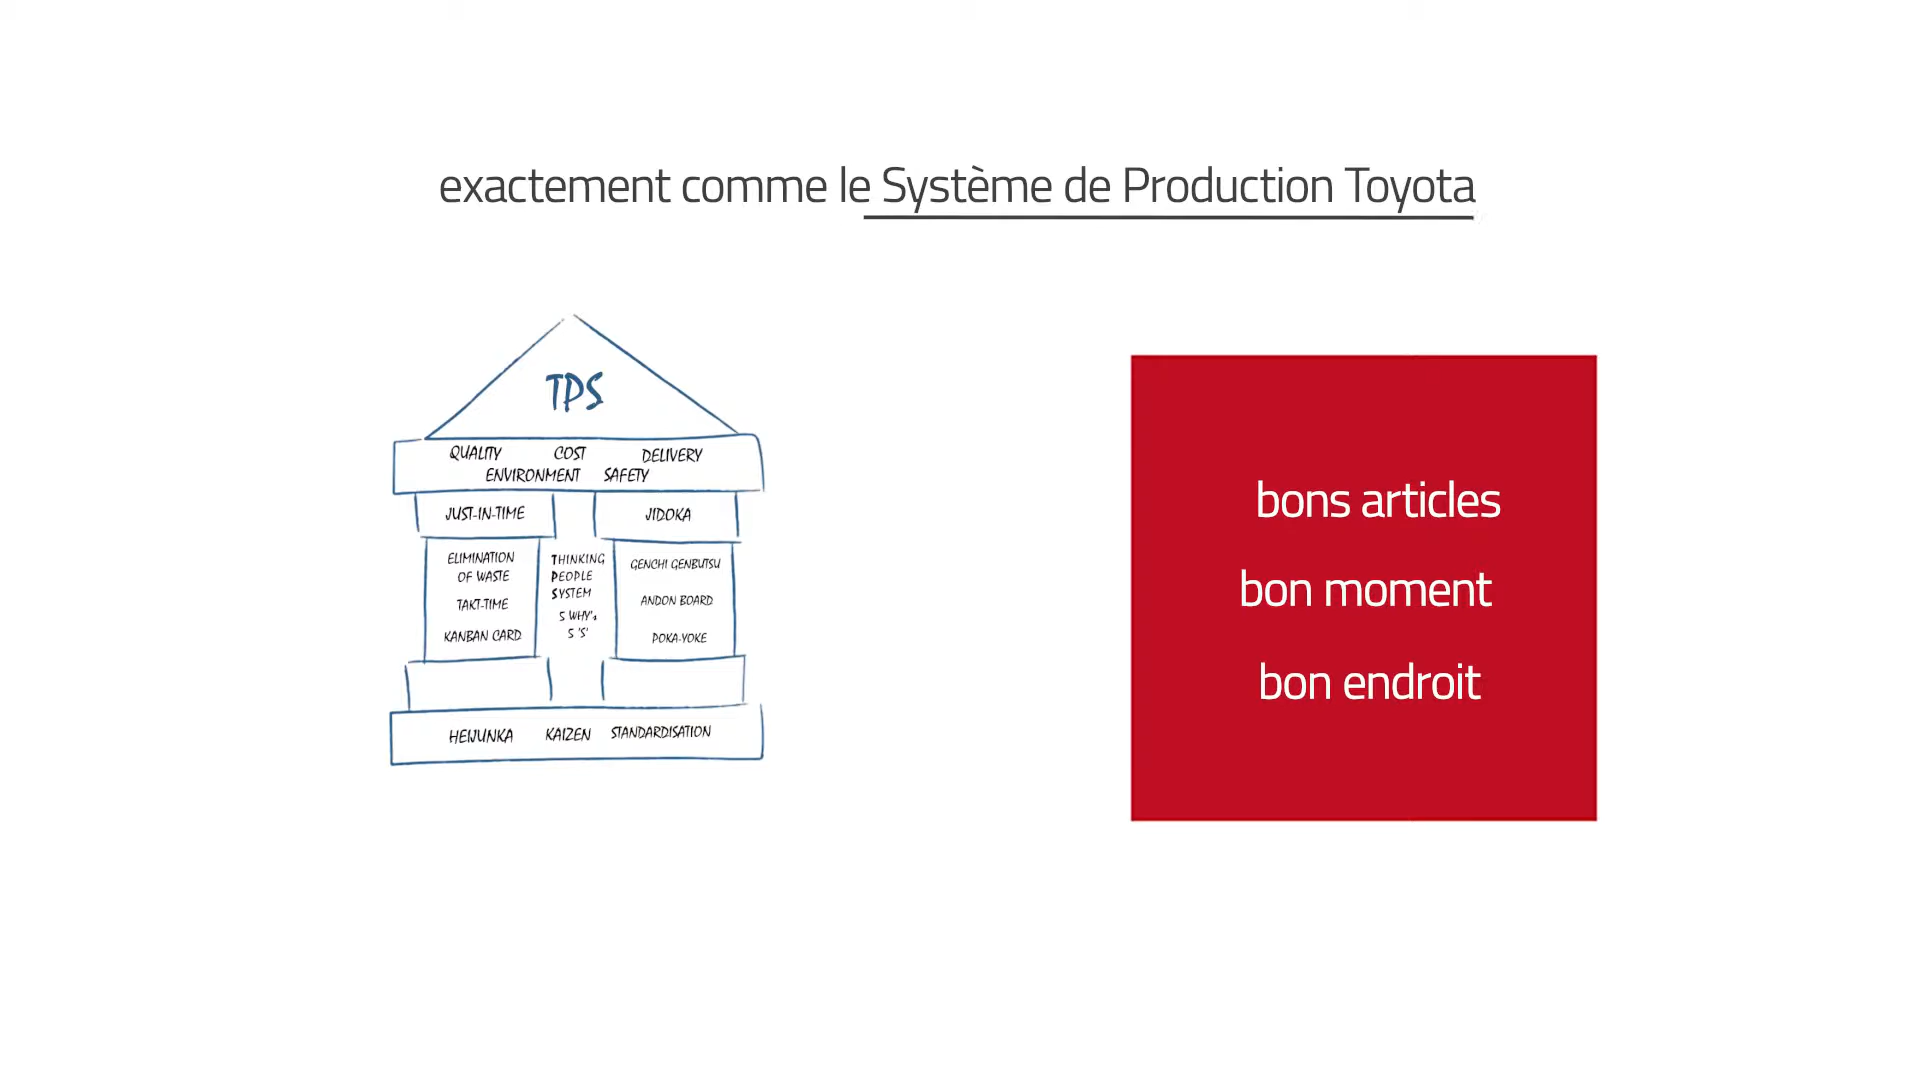 exactement comme le Système de Production Toyota
TPS
QUALITY COST DELIVERY
ENVIRONMENT SAFETY
JUST-IN-TIME
JIDOKA
ELIMINATION
OF WASTE
TAKT-TIME
KANBAN CARD
THINKING
PEOPLE
SYSTEM
5 WHY's
5 'S'
GENCHI GENBUTSU
ANDON BOARD
POKA-YOKE
HEIJUNKA KAIZEN STANDARDISATION
bons articles
bon moment
bon endroit